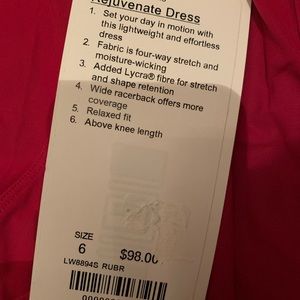 Rejuvenate Dress
1. Set your day in motion with
this lightweight and effortless
dress
2. Fabric is four-way stretch and
moisture-wicking
3. Added Lycra® fibre for stretch
and shape retention
4. Wide racerback offers more
coverage
5. Relaxed fit
6. Above knee length
SIZE
6 $98.00
LW8894S RUBR